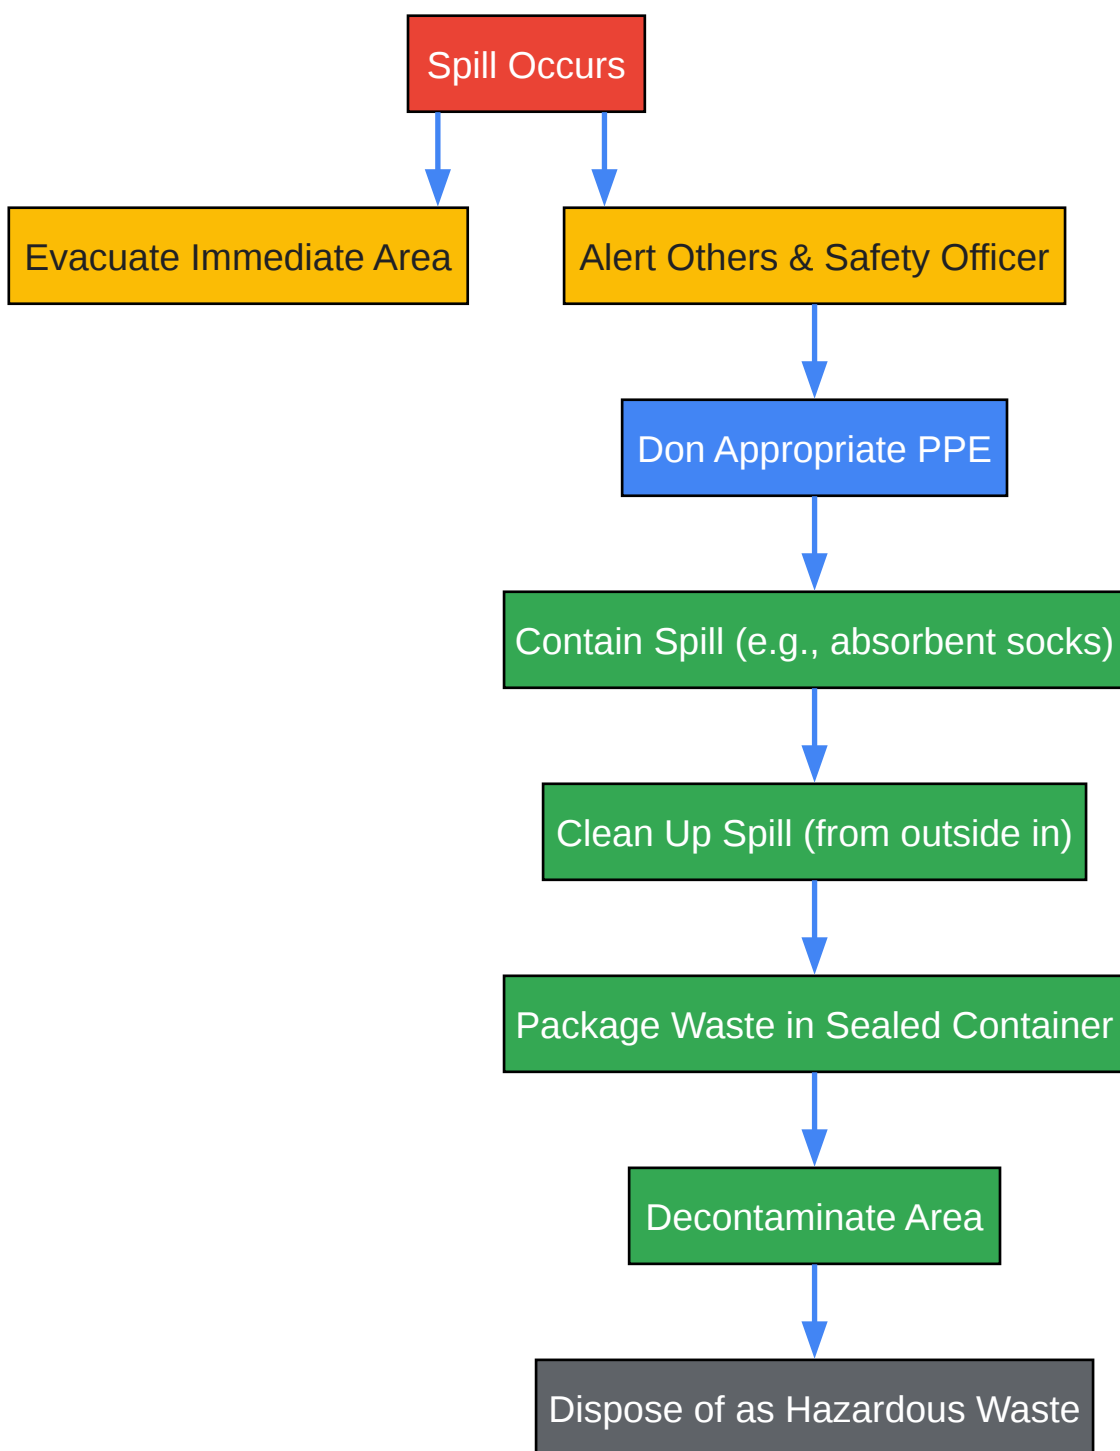 Spill Occurs
Evacuate Immediate Area
Alert Others & Safety Officer
Don Appropriate PPE
Contain Spill (e.g., absorbent socks)
Clean Up Spill (from outside in)
Package Waste in Sealed Container
Decontaminate Area
Dispose of as Hazardous Waste